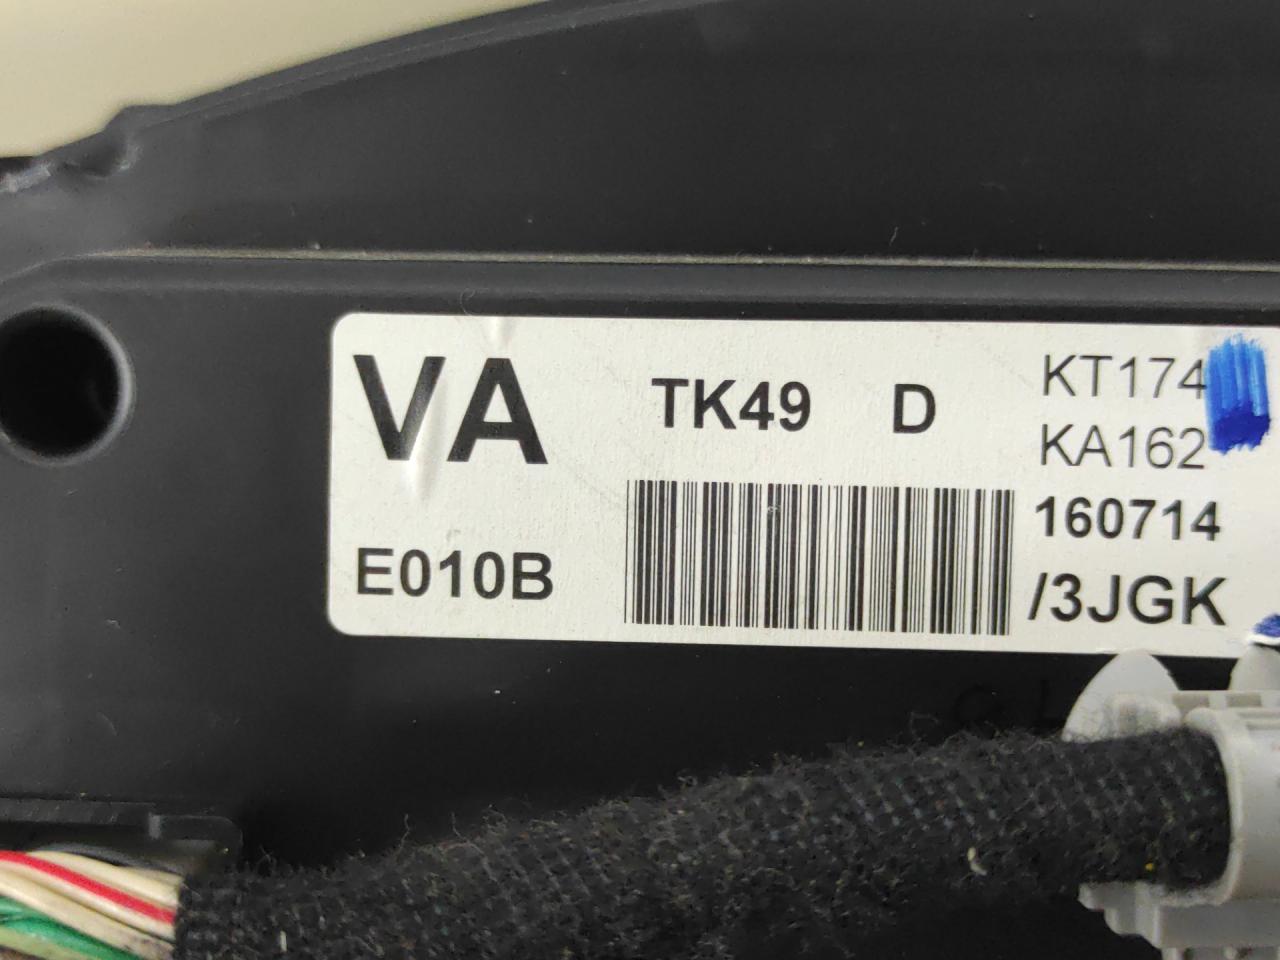 VA TK49 D KT174
KA162
160714
E010B /3JGK